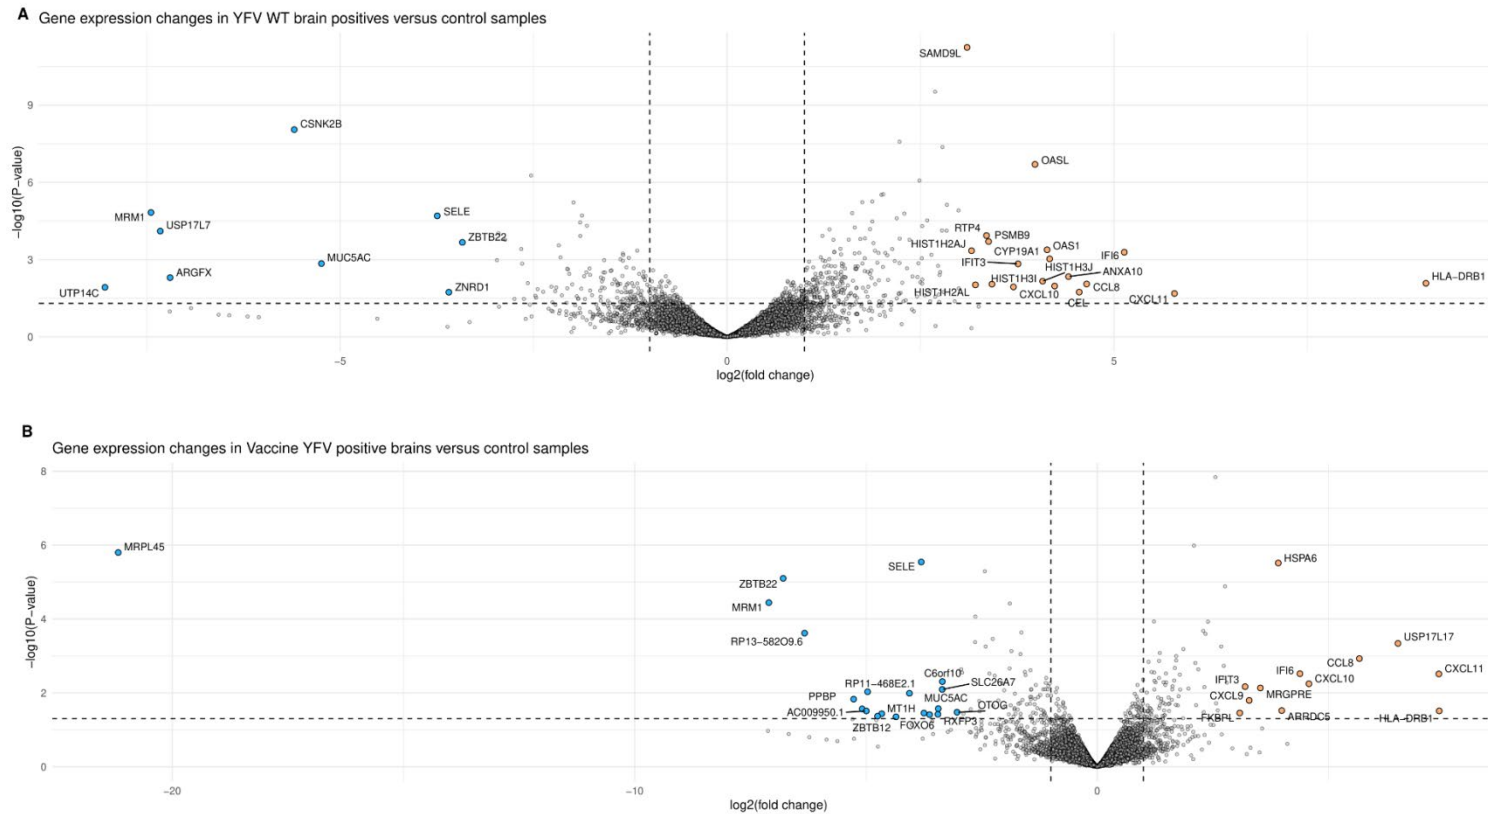 A Gene expression changes in YFV WT brain positives versus control samples
SAMD9L
9
CSNK2B
−log10(P−value)
6
OASL
MRM1
USP17L7
SELE
ZBTB22
RTP4
PSMB9
HIST1H2AJ
CYP19A1
OAS1
IFI6
3
MUC5AC
IFIT3
HIST1H3J
ANXA10
ARGFX
HIST1H3I
HLA−DRB1
UTP14C
ZNRD1
HIST1H2AL
CXCL10
CCL8
CEL
CXCL11
0
−5
0
5
log2(fold change)
B
Gene expression changes in Vaccine YFV positive brains versus control samples
8
MRPL45
6
SELE
HSPA6
ZBTB22
−log10(P−value)
4
MRM1
RP13−582O9.6
USP17L17
CCL8
C6orf10
IFI6
CXCL11
RP11−468E2.1
SLC26A7
IFIT3
CXCL10
2
PPBP
MUC5AC
CXCL9
MRGPRE
AC009950.1
MT1H
OTOG
FKBPL
ARRDC5
HLA−DRB1
ZBTB12
FOXO6
RXFP3
0
−20
−10
0
log2(fold change)